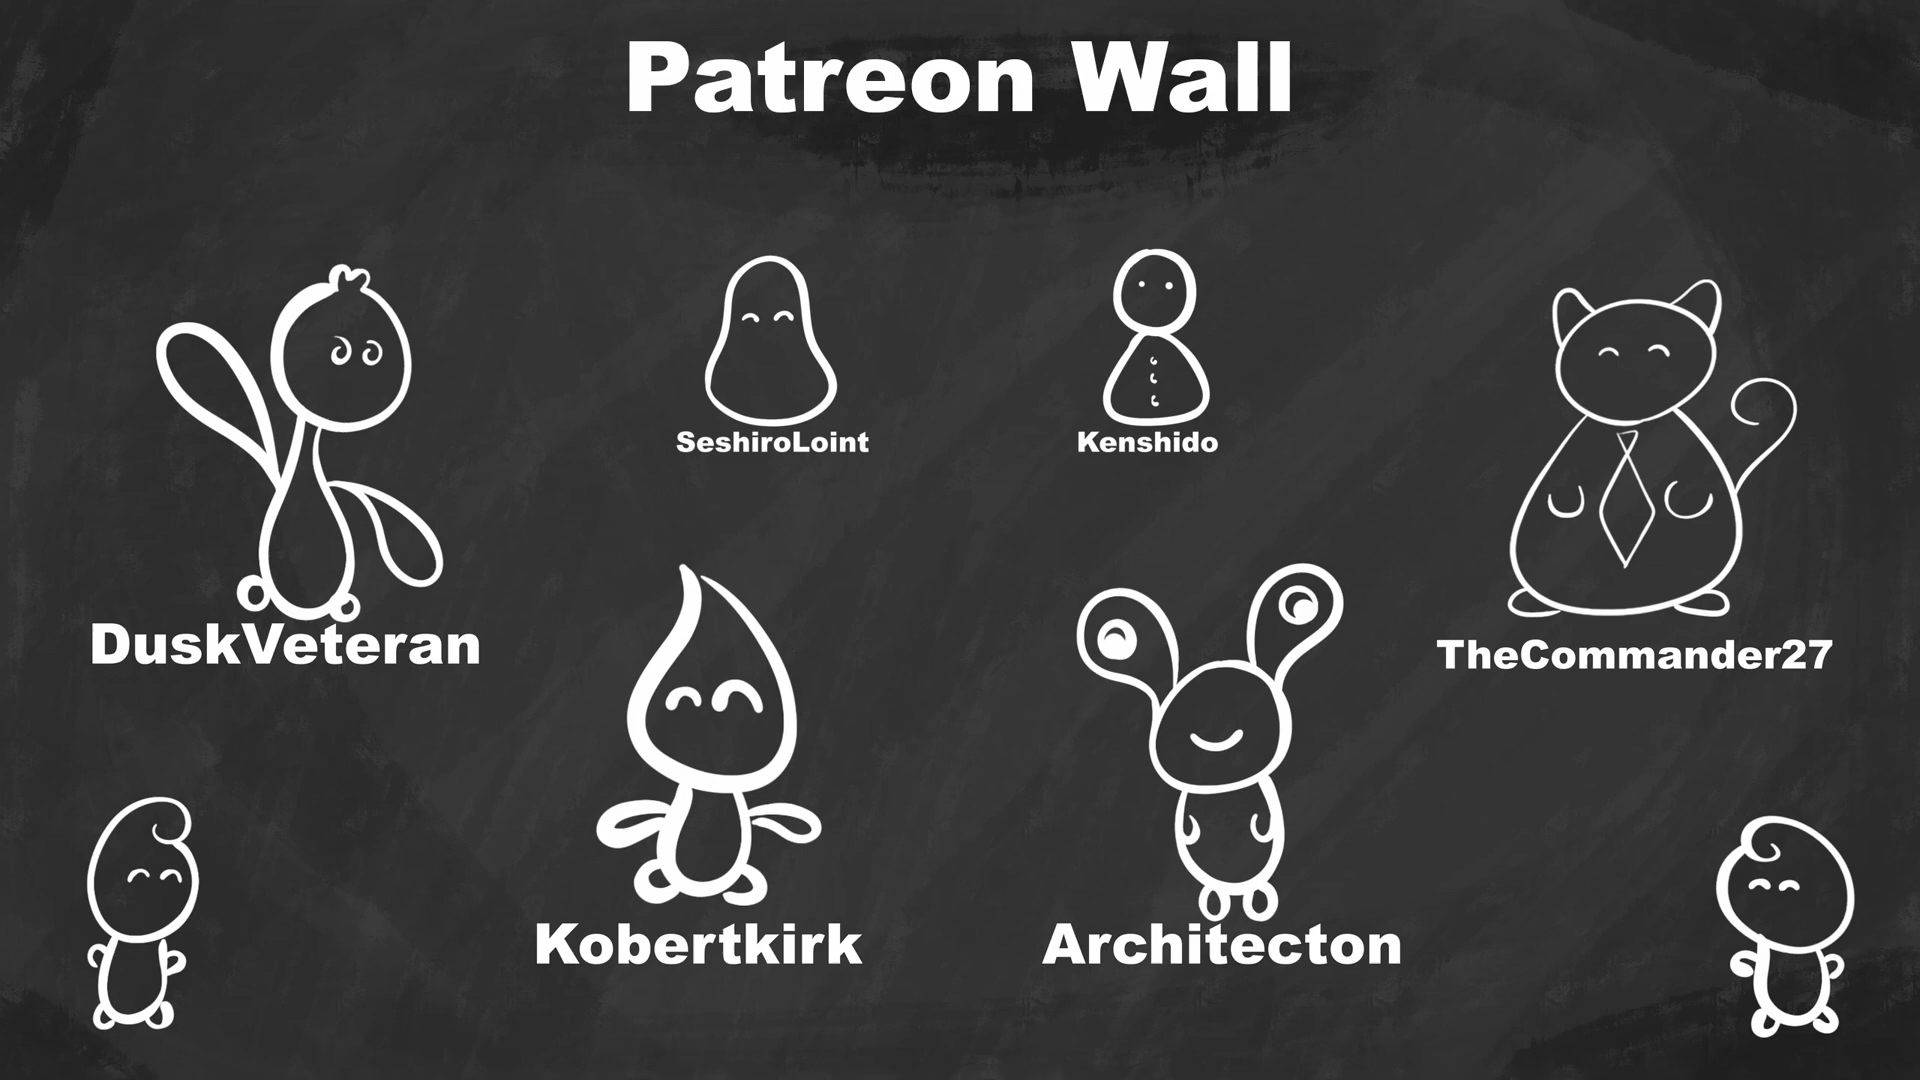 Patreon Wall
SeshiroLoint
Kenshido
DuskVeteran
TheCommander27
Kobertkirk
Architecton